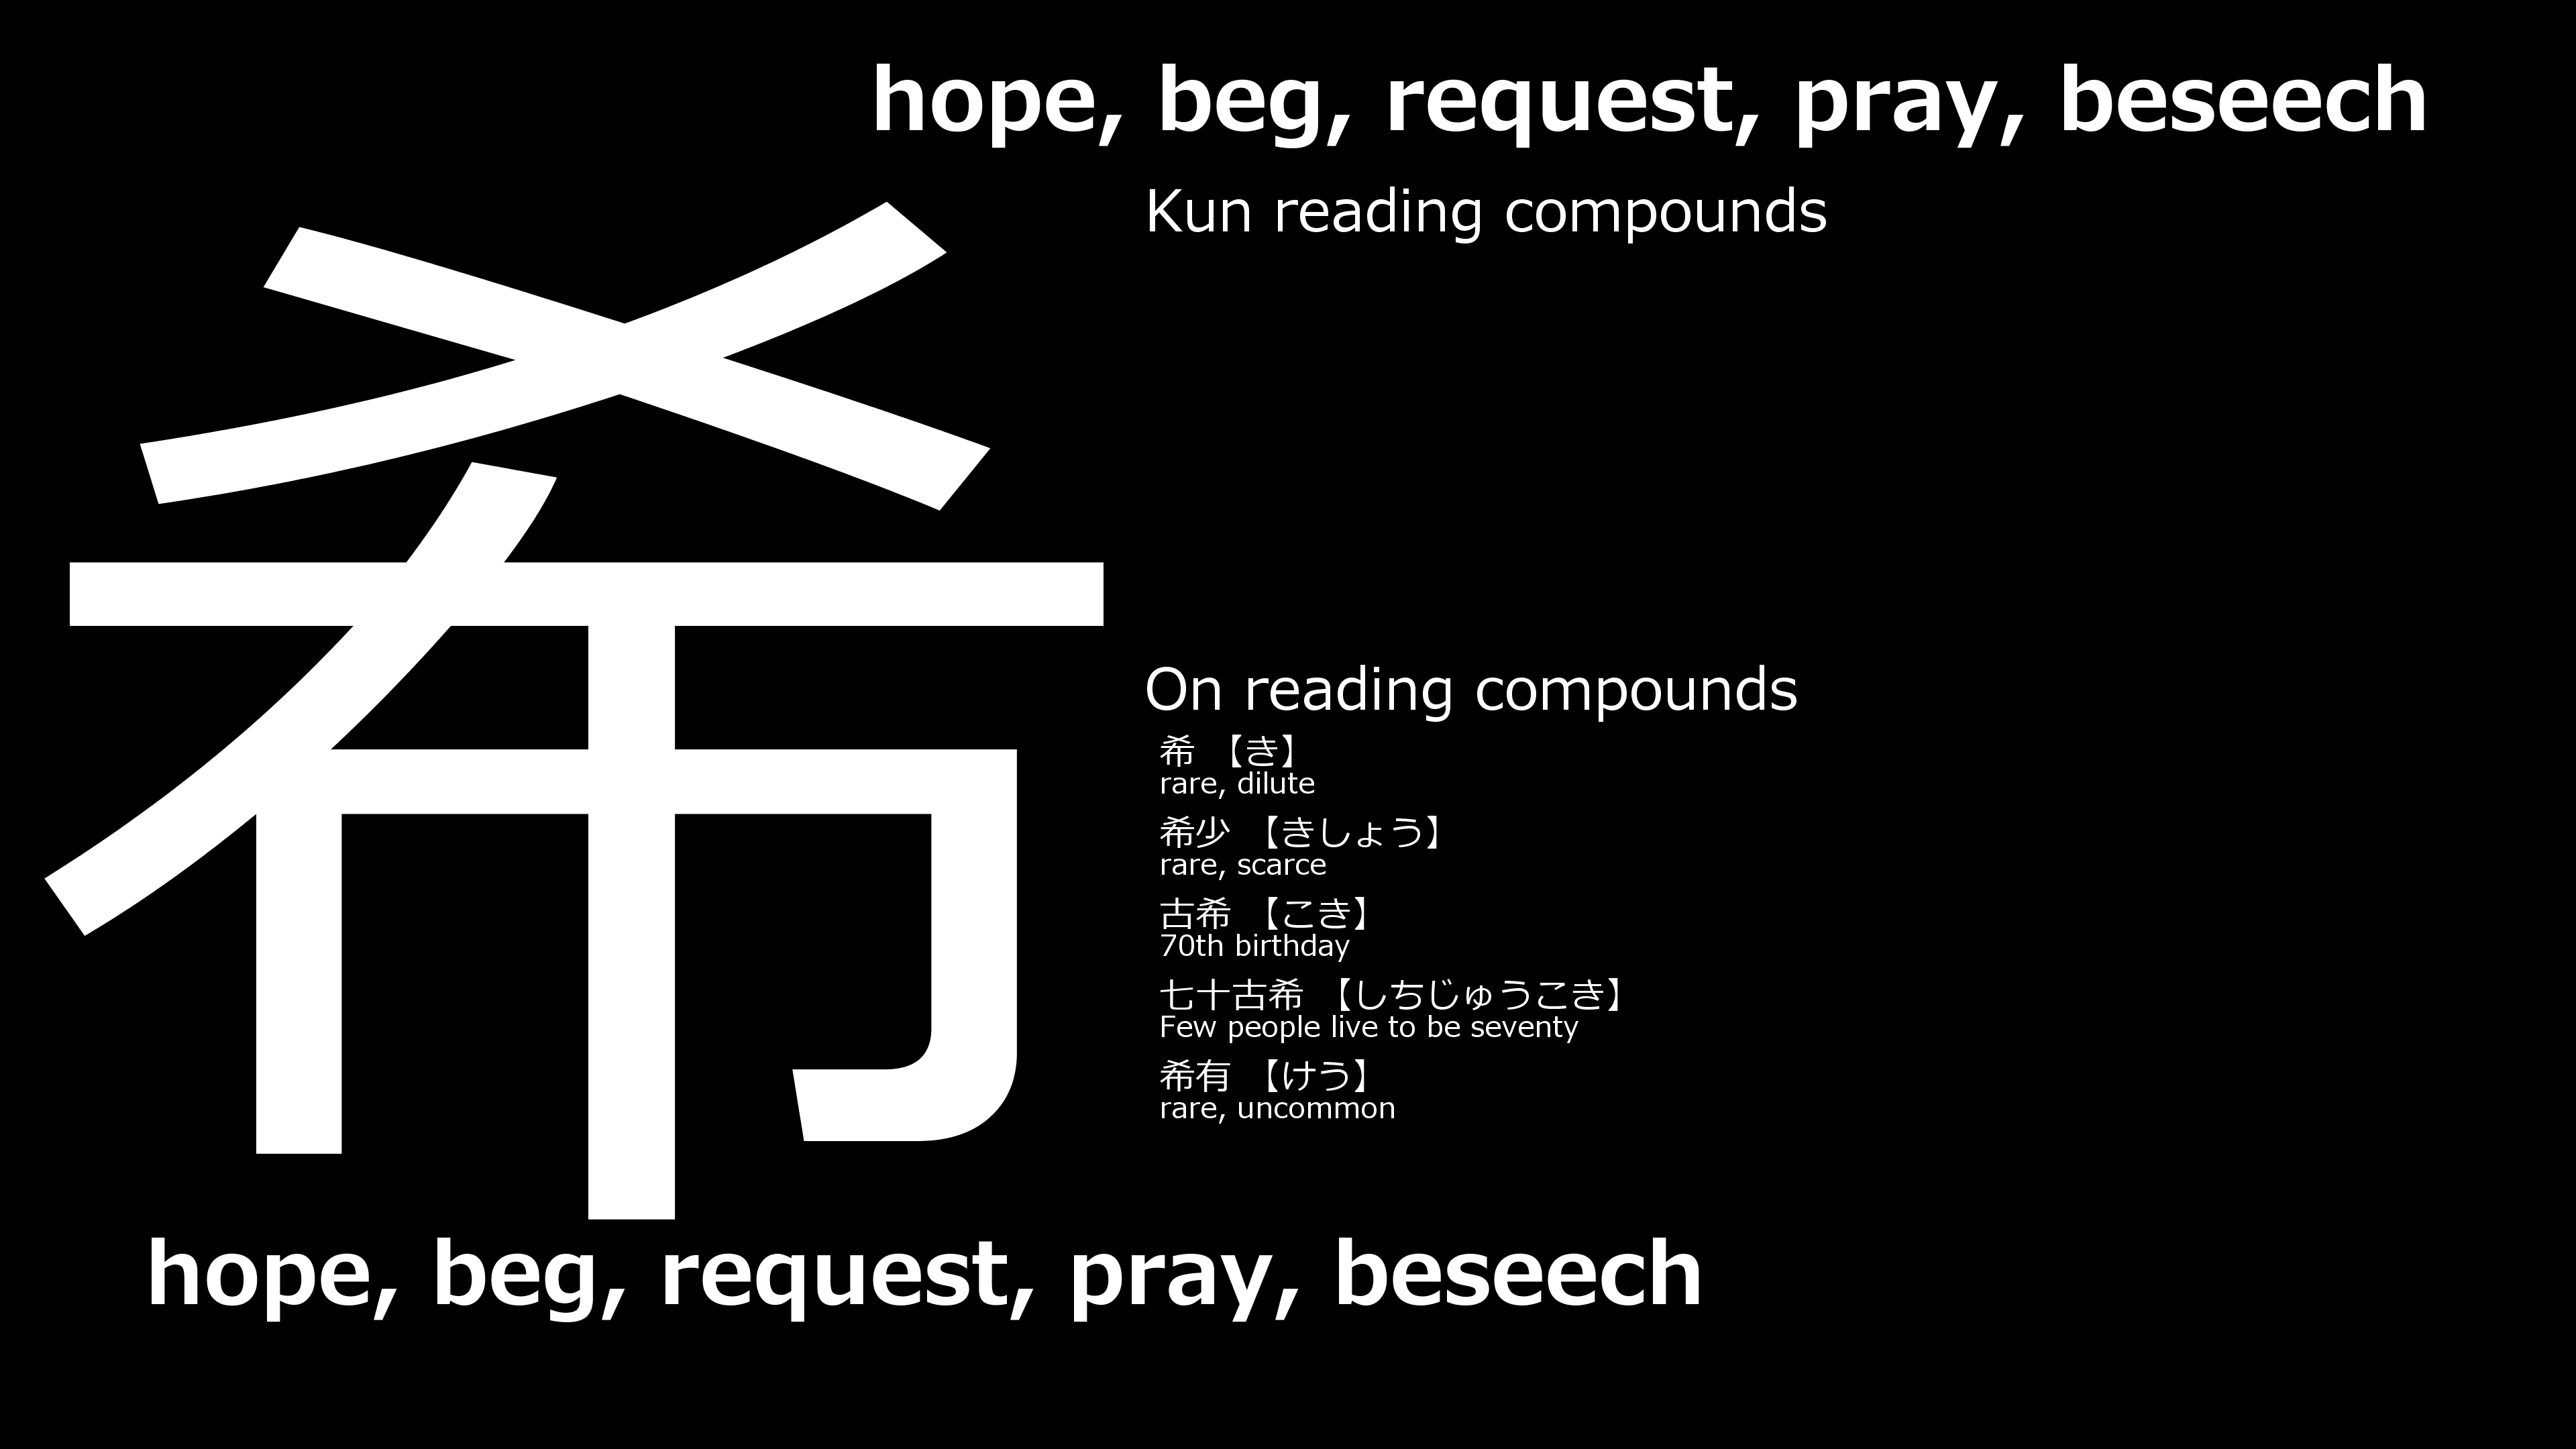 hope, beg, request, pray, beseech
Kun reading compounds
希
On reading compounds
希 【き】
rare, dilute
希少 【きしょう】
rare, scarce
古希 【こき】
70th birthday
七十古希 【しちじゅうこき】
Few people live to be seventy
希有 【けう】
rare, uncommon
hope, beg, request, pray, beseech